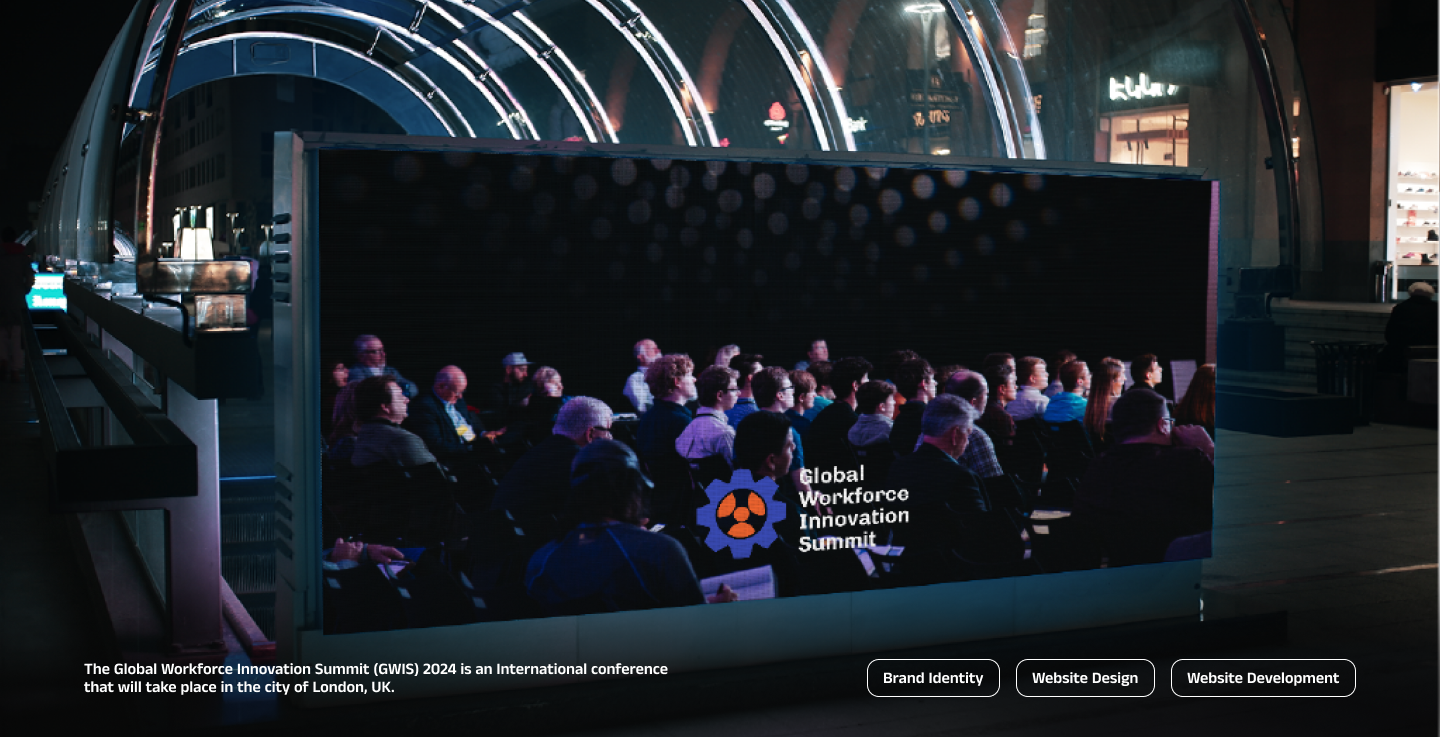 Global
Workforce
Innovation
Summit
The Global Workforce Innovation Summit (GWIS) 2024 is an International conference
that will take place in the city of London, UK.
Brand Identity
Website Design
Website Development